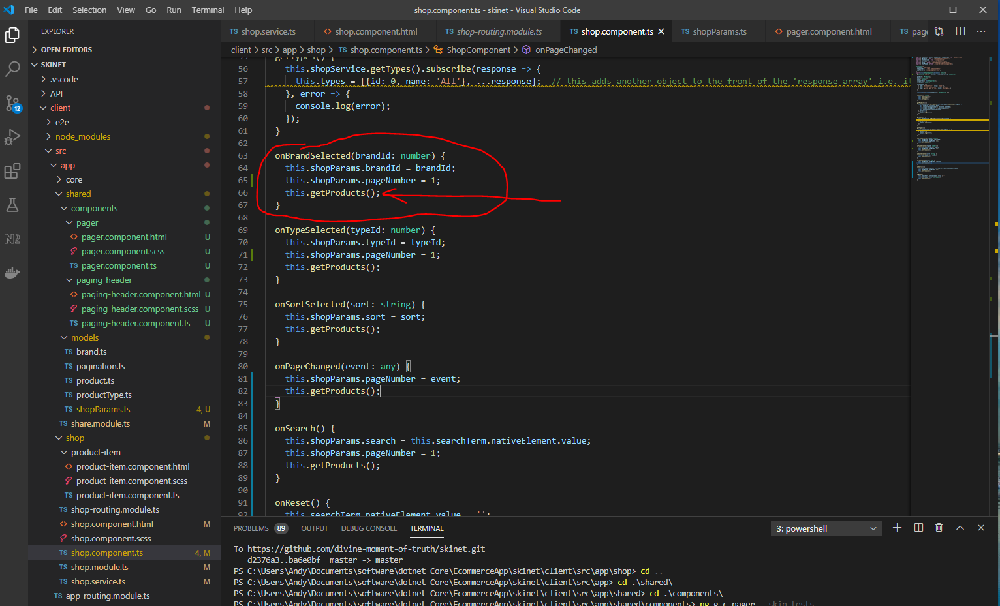 File Edit Selection View Go Run Terminal Help
shop.component.ts - skinet - Visual Studio Code
EXPLORER
OPEN EDITORS
SKINET
.vscode
API
client
e2e
node_modules
src
app
core
shared
components
pager
pager.component.html U
pager.component.scss U
TS pager.component.ts U
paging-header
paging-header.component.html U
paging-header.component.scss U
TS paging-header.component.ts U
models
TS brand.ts
TS pagination.ts
TS product.ts
TS productType.ts
TS shopParams.ts 4, U
TS share.module.ts M
shop
product-item
product-item.component.html
product-item.component.scss
TS product-item.component.ts
TS shop-routing.module.ts
shop.component.html M
shop.component.scss
TS shop.component.ts 4, M
TS shop.module.ts M
TS shop.service.ts M
TS app-routing.module.ts
12
TS shop.service.ts <> shop.component.html TS shop-routing.module.ts TS shop.component.ts TS shopParams.ts <> pager.component.html TS page
client > src > app > shop > TS shop.component.ts > ShopComponent > onPageChanged
55 getTypes() {
56 this.shopService.getTypes().subscribe(response => {
57 this.types = [{id: 0, name: 'All'}, ...response]; // this adds another object to the front of the 'response array' i.e. it
58 }, error => {
59 console.log(error);
60 });
61 }
62
63 onBrandSelected(brandId: number) {
64 this.shopParams.brandId = brandId;
65 this.shopParams.pageNumber = 1;
66 this.getProducts();
67 }
68
69 onTypeSelected(typeId: number) {
70 this.shopParams.typeId = typeId;
71 this.shopParams.pageNumber = 1;
72 this.getProducts();
73 }
74
75 onSortSelected(sort: string) {
76 this.shopParams.sort = sort;
77 this.getProducts();
78 }
79
80 onPageChanged(event: any) {
81 this.shopParams.pageNumber = event;
82 this.getProducts();
83 }
84
85 onSearch() {
86 this.shopParams.search = this.searchTerm.nativeElement.value;
87 this.shopParams.pageNumber = 1;
88 this.getProducts();
89 }
90
91 onReset() {
92 this.searchTerm.nativeElement.value = '';
PROBLEMS 89 OUTPUT DEBUG CONSOLE TERMINAL 3: powershell
To https://github.com/divine-moment-of-truth/skinet.git
d2376a3..ba6e0bf master -> master
PS C:\Users\Andy\Documents\software\dotnet Core\EcommerceApp\skinet\client\src\app\shop> cd ..
PS C:\Users\Andy\Documents\software\dotnet Core\EcommerceApp\skinet\client\src\app> cd .\shared\
PS C:\Users\Andy\Documents\software\dotnet Core\EcommerceApp\skinet\client\src\app\shared> cd .\components\
PS C:\Users\Andy\Documents\software\dotnet Core\EcommerceApp\skinet\client\src\app\shared\components> ng g c pager --skip-tests